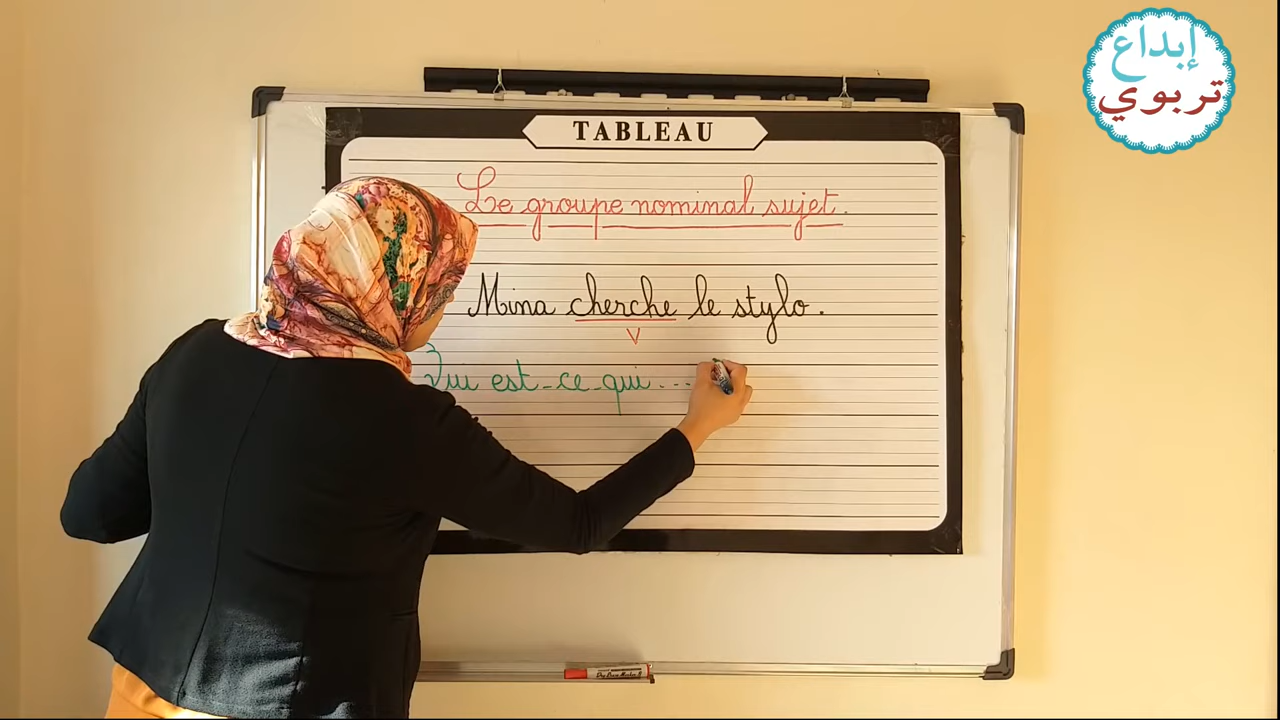 إبداع
تربوي
TABLEAU
Le groupe nominal sujet.
Mina cherche le stylo.
V
Qui est-ce-qui ...